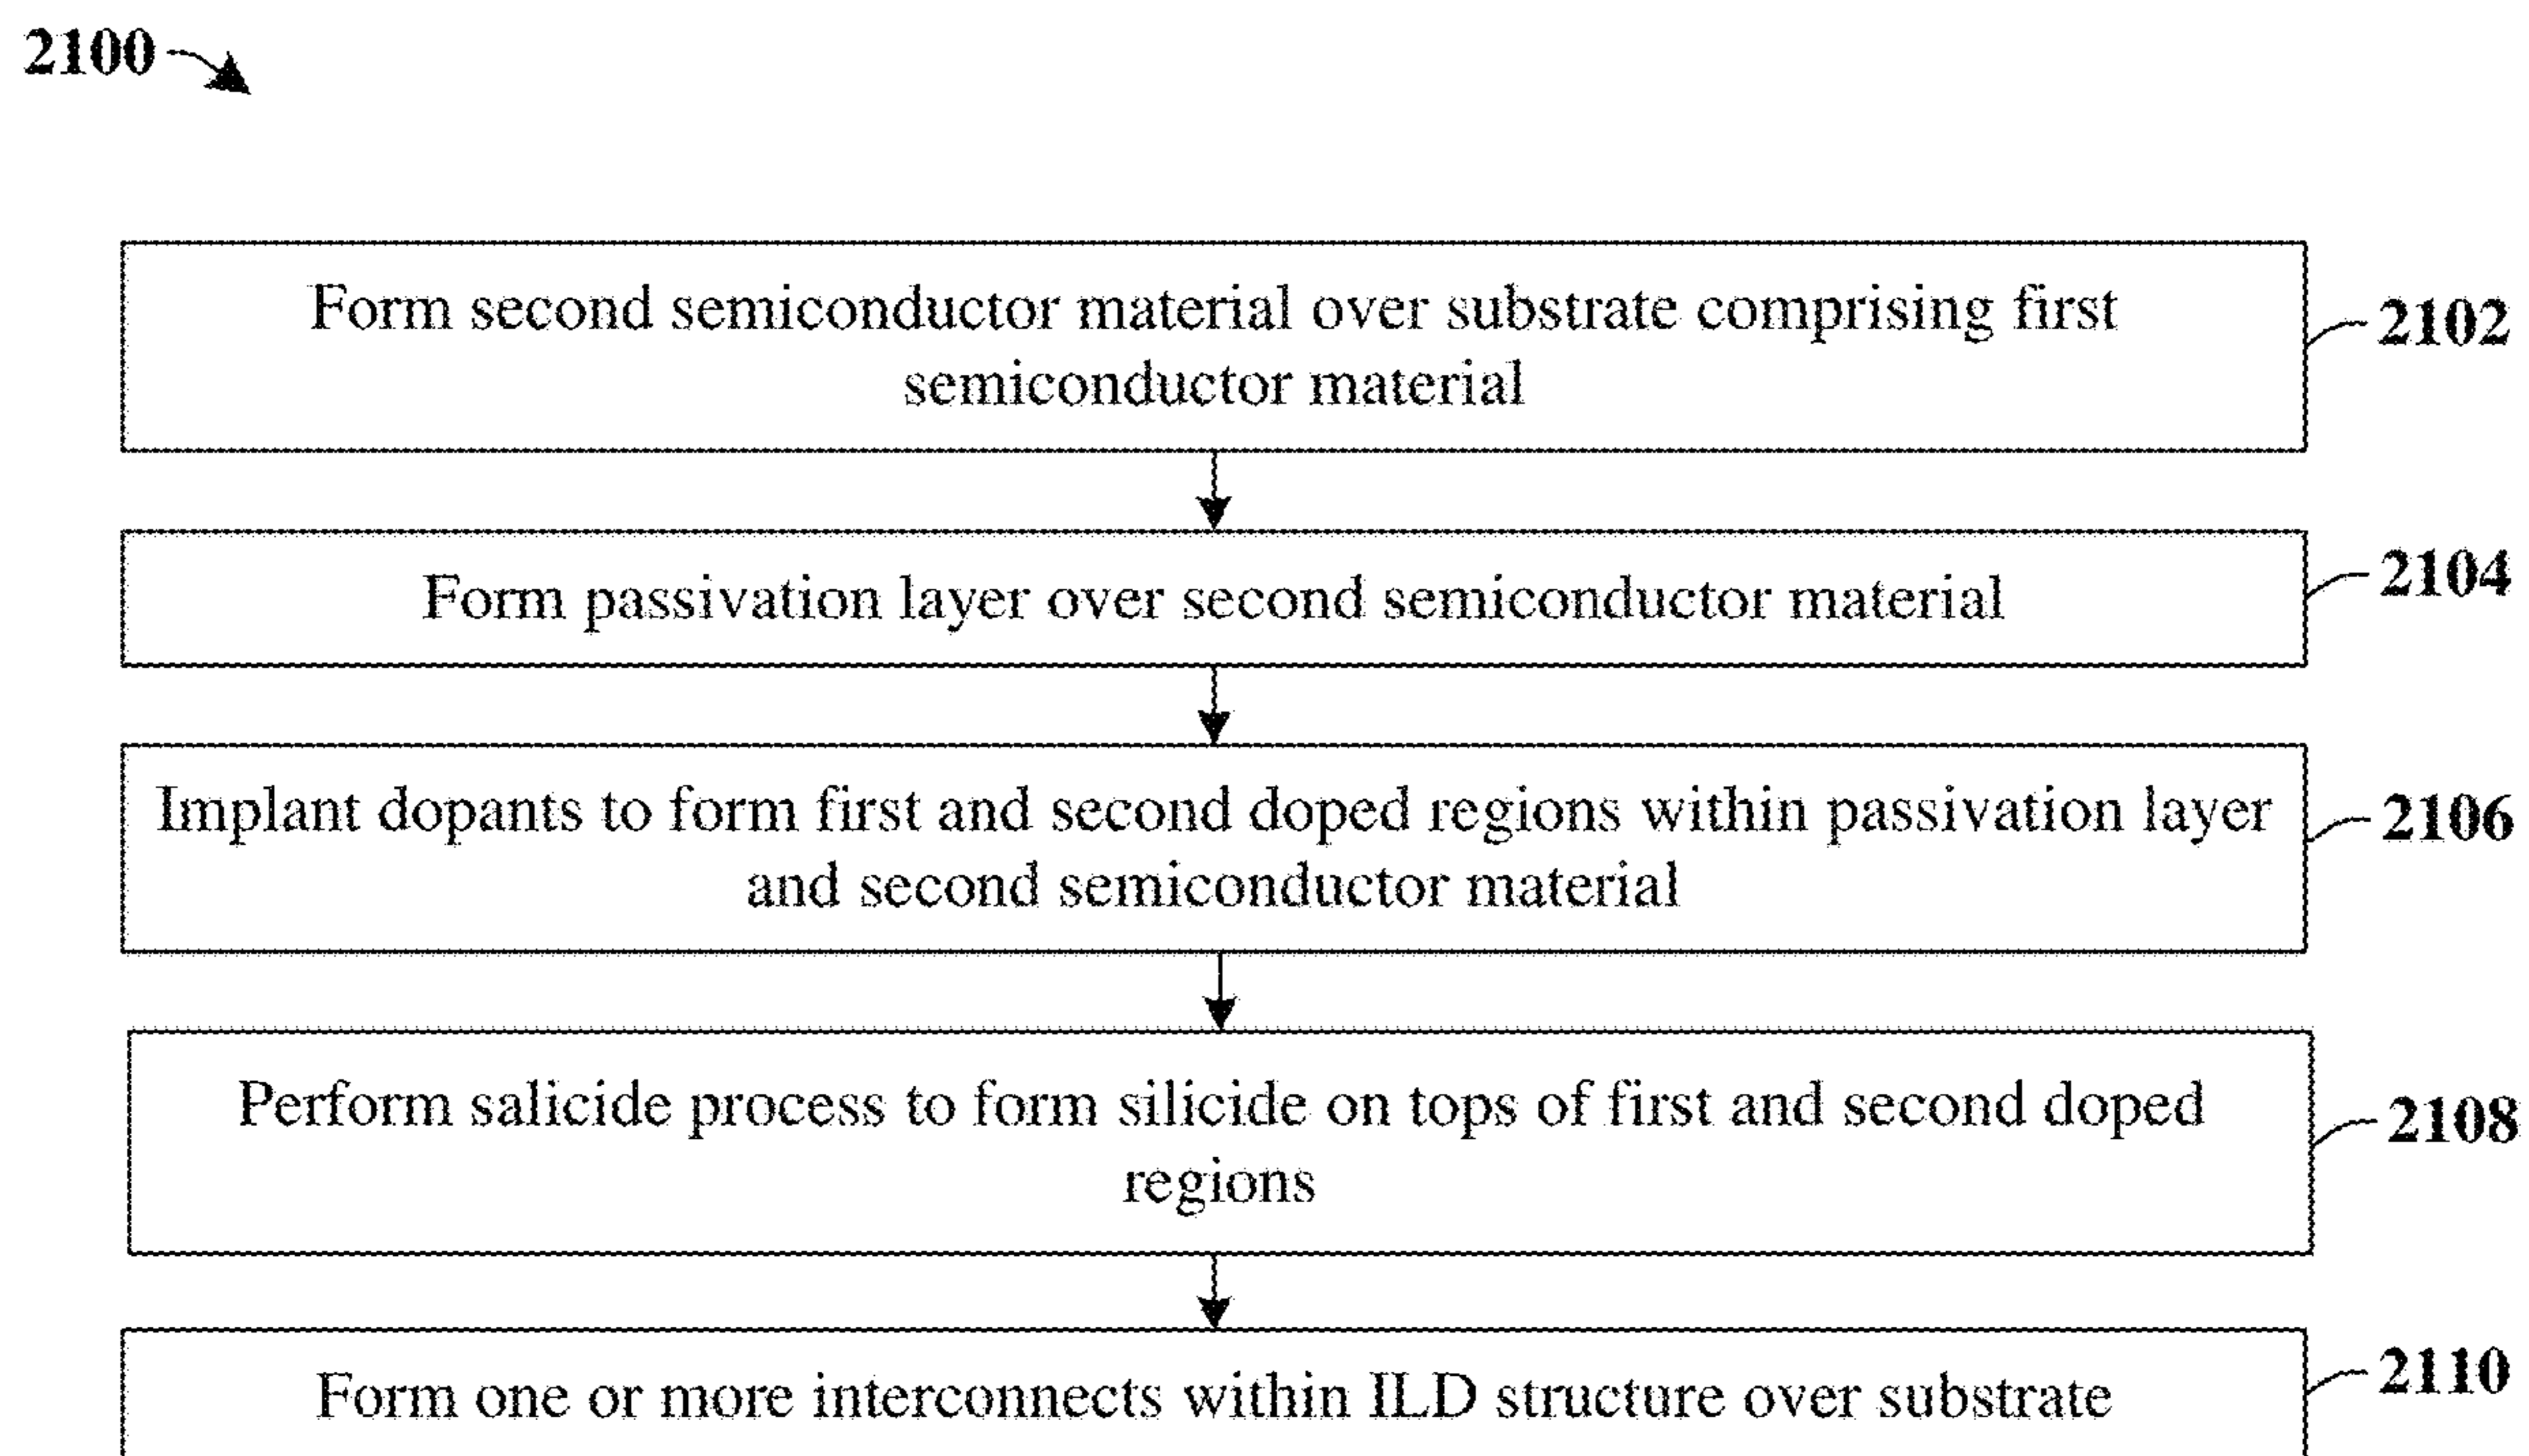 2100
Form second semiconductor material over substrate comprising first
semiconductor material
2102
Form passivation layer over second semiconductor material
2104
Implant dopants to form first and second doped regions within passivation layer
and second semiconductor material
2106
Perform salicide process to form silicide on tops of first and second doped
regions
2108
Form one or more interconnects within ILD structure over substrate
2110